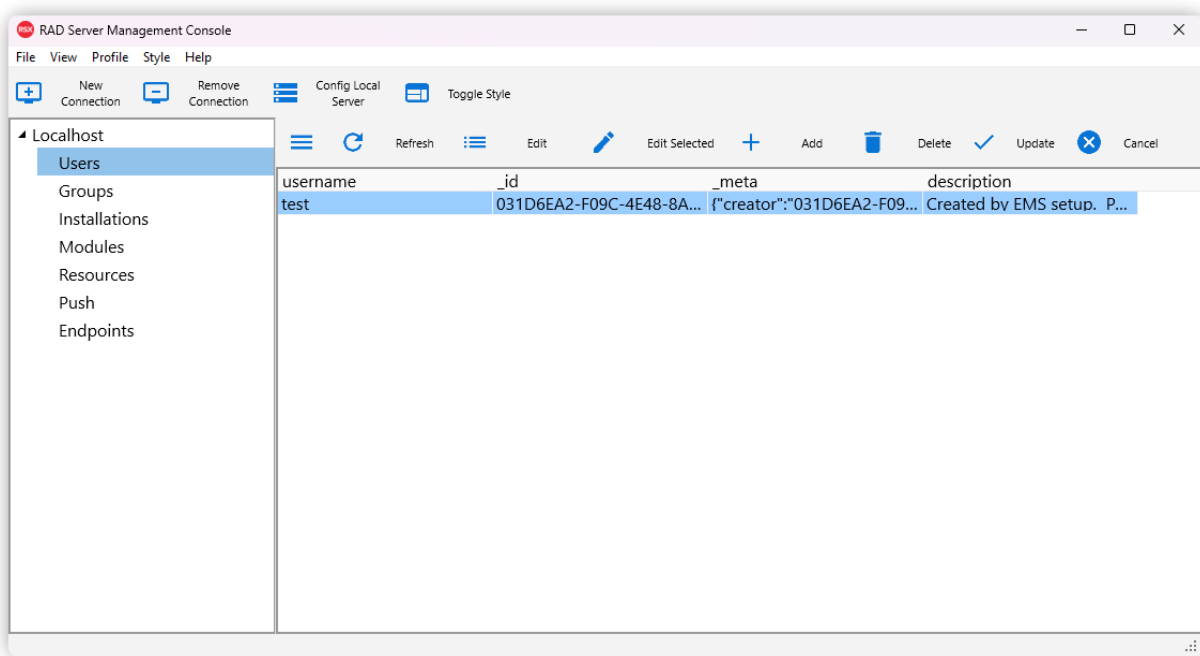 RSX RAD Server Management Console
File View Profile Style Help
New Connection Remove Connection Config Local Server Toggle Style
Localhost
Users
Groups
Installations
Modules
Resources
Push
Endpoints
Refresh Edit Edit Selected Add Delete Update Cancel
username _id _meta description
test 031D6EA2-F09C-4E48-8A... {"creator":"031D6EA2-F09... Created by EMS setup. P...